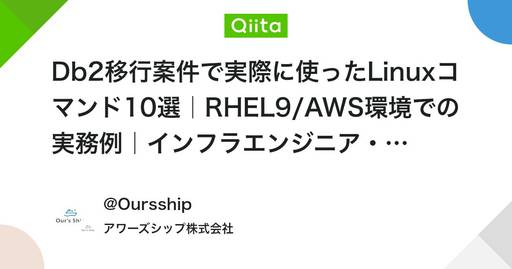 Qiita
Db2移行案件で実際に使ったLinuxコ
マンド10選｜RHEL9/AWS環境での
実務例｜インフラエンジニア・…
@Oursship
アワーズシップ株式会社